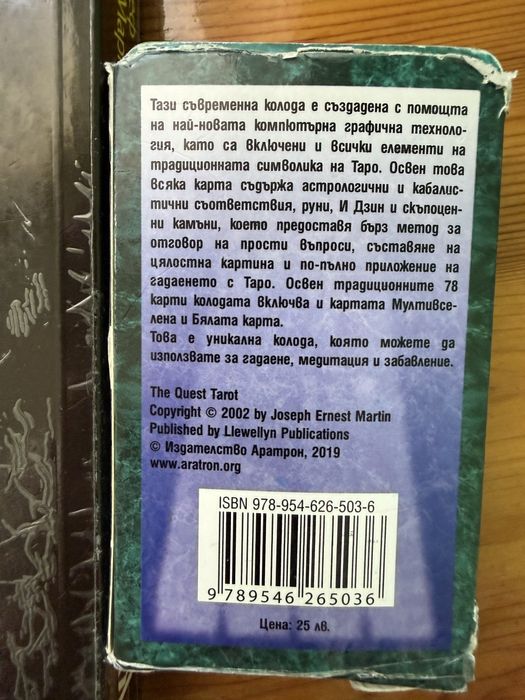 Тази съвременна колода е създадена с помощта
на най-новата компютърна графична техноло-
гия, като са включени и всички елементи на
традиционната символика на Таро. Освен това
всяка карта съдържа астрологични и кабалис-
тични съответствия, руни, И Дзин и скъпоцен-
ни камъни, което предоставя бърз метод за
отговор на прости въпроси, съставяне на
цялостна картина и по-пълно приложение на
гадаенето с Таро. Освен традиционните 78
карти колодата включва и картата Мултивсе-
лена и Бялата карта.
Това е уникална колода, която можете да
използвате за гадаене, медитация и забавление.
The Quest Tarot
Copyright © 2002 by Joseph Ernest Martin
Published by Llewellyn Publications
© Издателство Аратрон, 2019
www.aratron.org
ISBN 978-954-626-503-6
9 789546 265036
Цена: 25 лв.